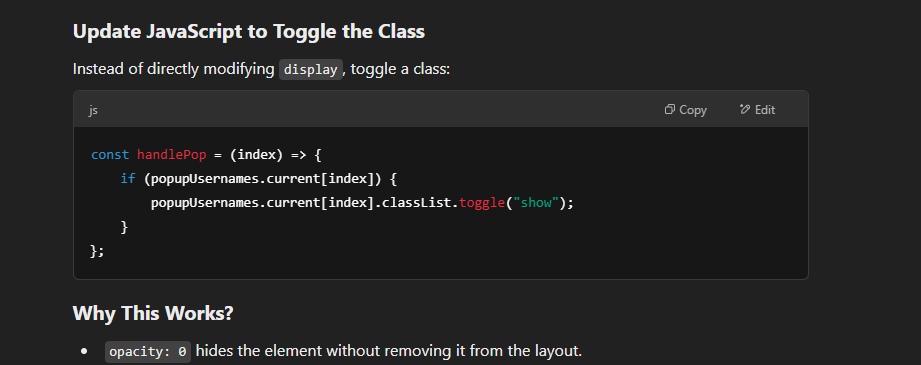 Update JavaScript to Toggle the Class
Instead of directly modifying display, toggle a class:
js Copy Edit
const handlePop = (index) => {
    if (popupUsernames.current[index]) {
        popupUsernames.current[index].classList.toggle("show");
    }
};
Why This Works?
• opacity: 0 hides the element without removing it from the layout.